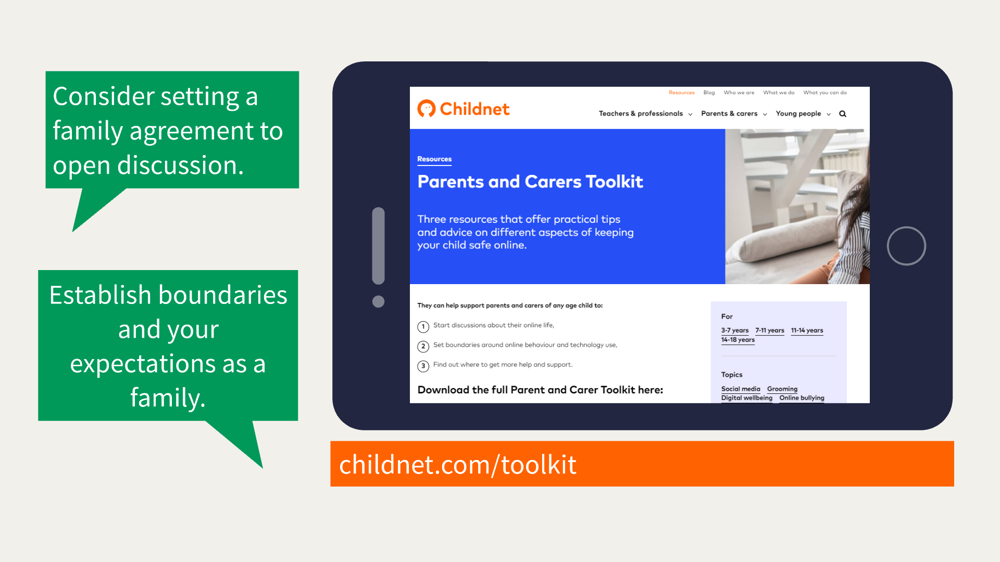 Consider setting a
family agreement to
open discussion.
Establish boundaries
and your
expectations as a
family.
Resources Blog Who we are What we do What you can do
Childnet
Teachers & professionals Parents & carers Young people
Resources
Parents and Carers Toolkit
Three resources that offer practical tips
and advice on different aspects of keeping
your child safe online.
They can help support parents and carers of any age child to:
1 Start discussions about their online life,
2 Set boundaries around online behaviour and technology use,
3 Find out where to get more help and support.
Download the full Parent and Carer Toolkit here:
For
3-7 years 7-11 years 11-14 years
14-18 years
Topics
Social media Grooming
Digital wellbeing Online bullying
childnet.com/toolkit